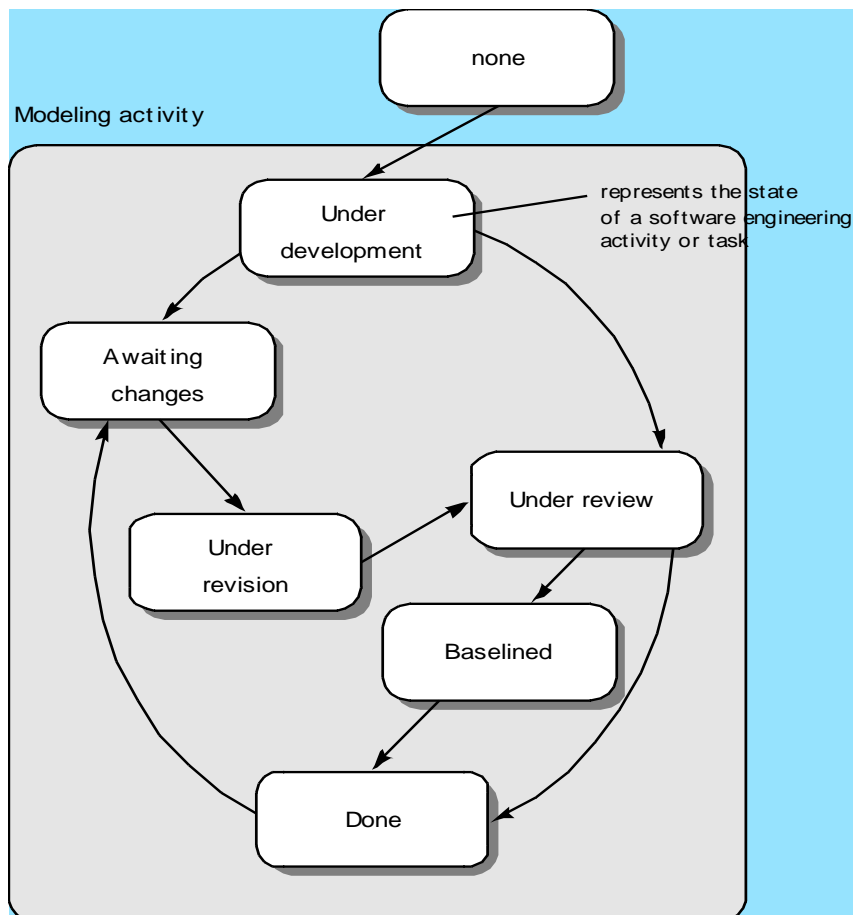 none
Modeling activity
Under
development
represents the state
of a software engineering
activity or task
Awaiting
changes
Under review
Under
revision
Baselined
Done